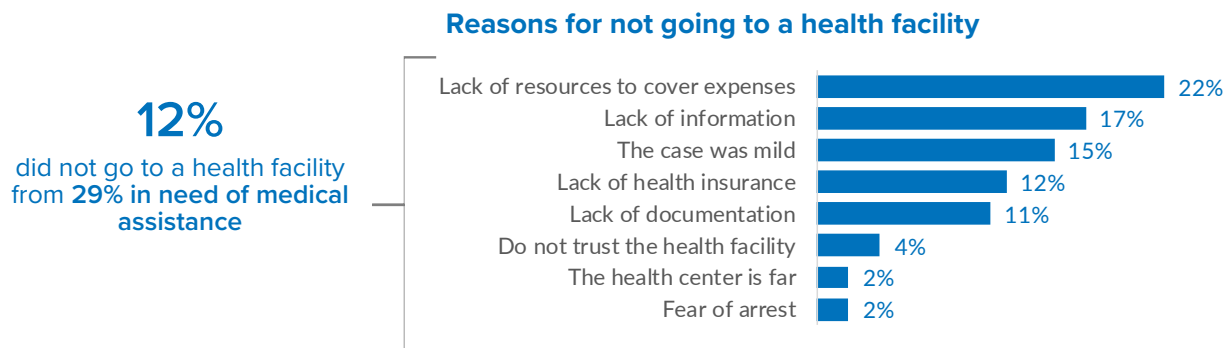 Reasons for not going to a health facility
12%
did not go to a health facility
from 29% in need of medical
assistance
Lack of resources to cover expenses 22%
Lack of information 17%
The case was mild 15%
Lack of health insurance 12%
Lack of documentation 11%
Do not trust the health facility 4%
The health center is far 2%
Fear of arrest 2%